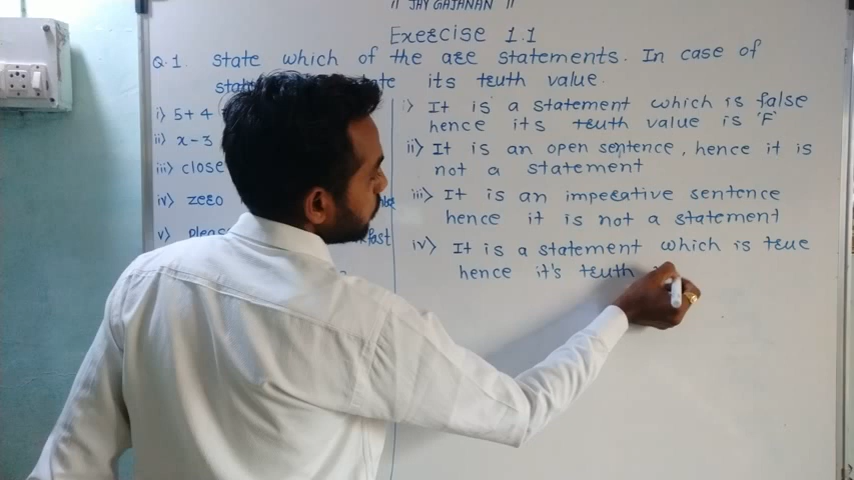 || JAY GAJANAN ||
Exercise 1.1
Q.1. state which of the are statements. In case of
its truth value.
i) 5+4
ii) x-3
iii) close
iv) zero
v) pleas
i) It is a statement which is false
hence its truth value is 'F'
ii) It is an open sentence, hence it is
not a statement
iii) It is an imperative sentence
hence it is not a statement
iv) It is a statement which is true
hence it's truth